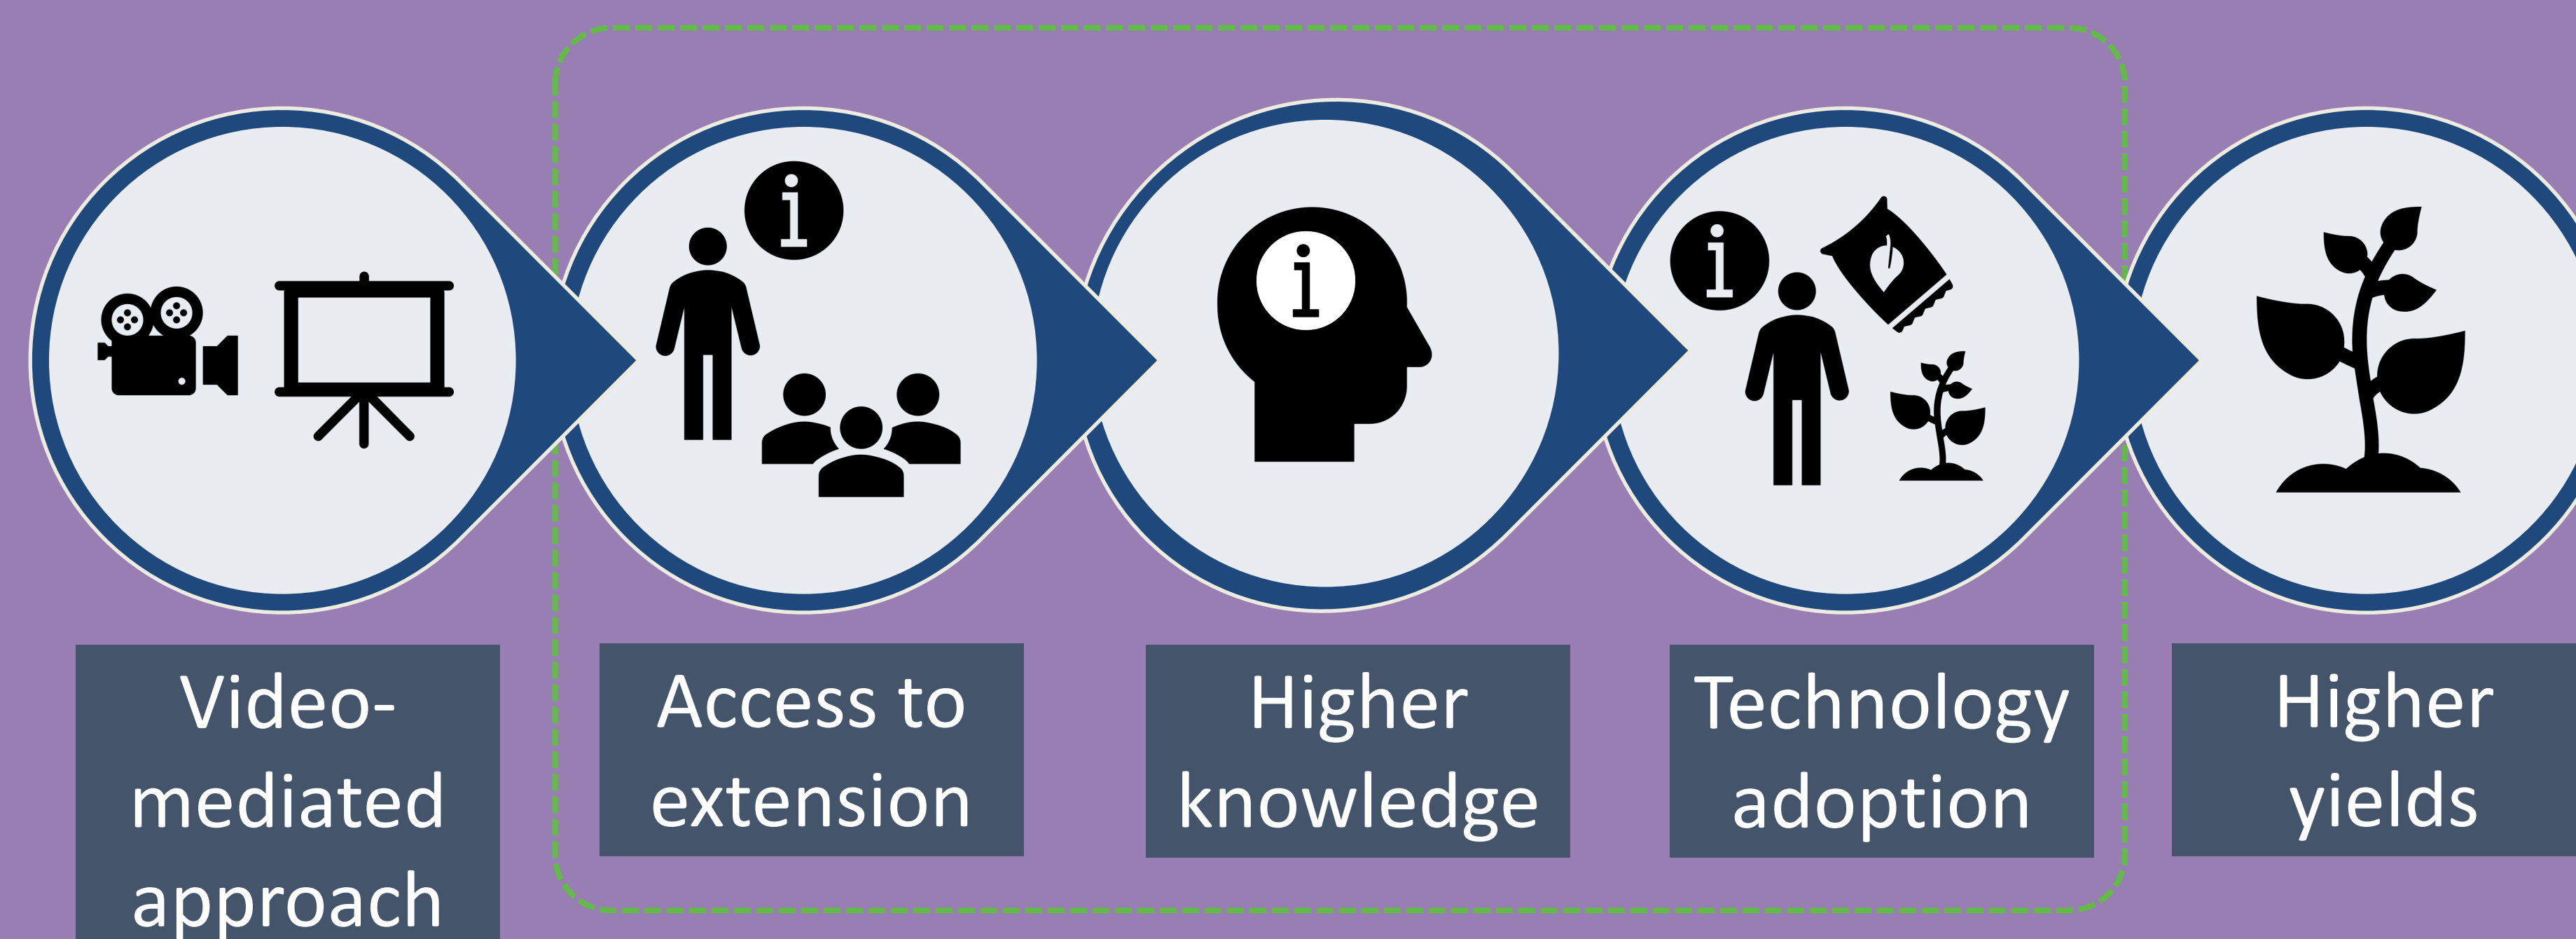 i
i
i
Video-
mediated
approach
Access to
extension
Higher
knowledge
Technology
adoption
Higher
yields